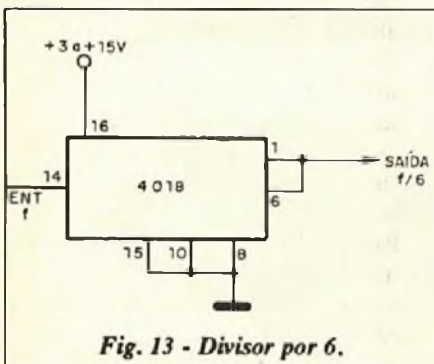 +3 a +15V
16
14
ENT
f
4018
1
6
SAÍDA
f/6
15
10
8
Fig. 13 - Divisor por 6.